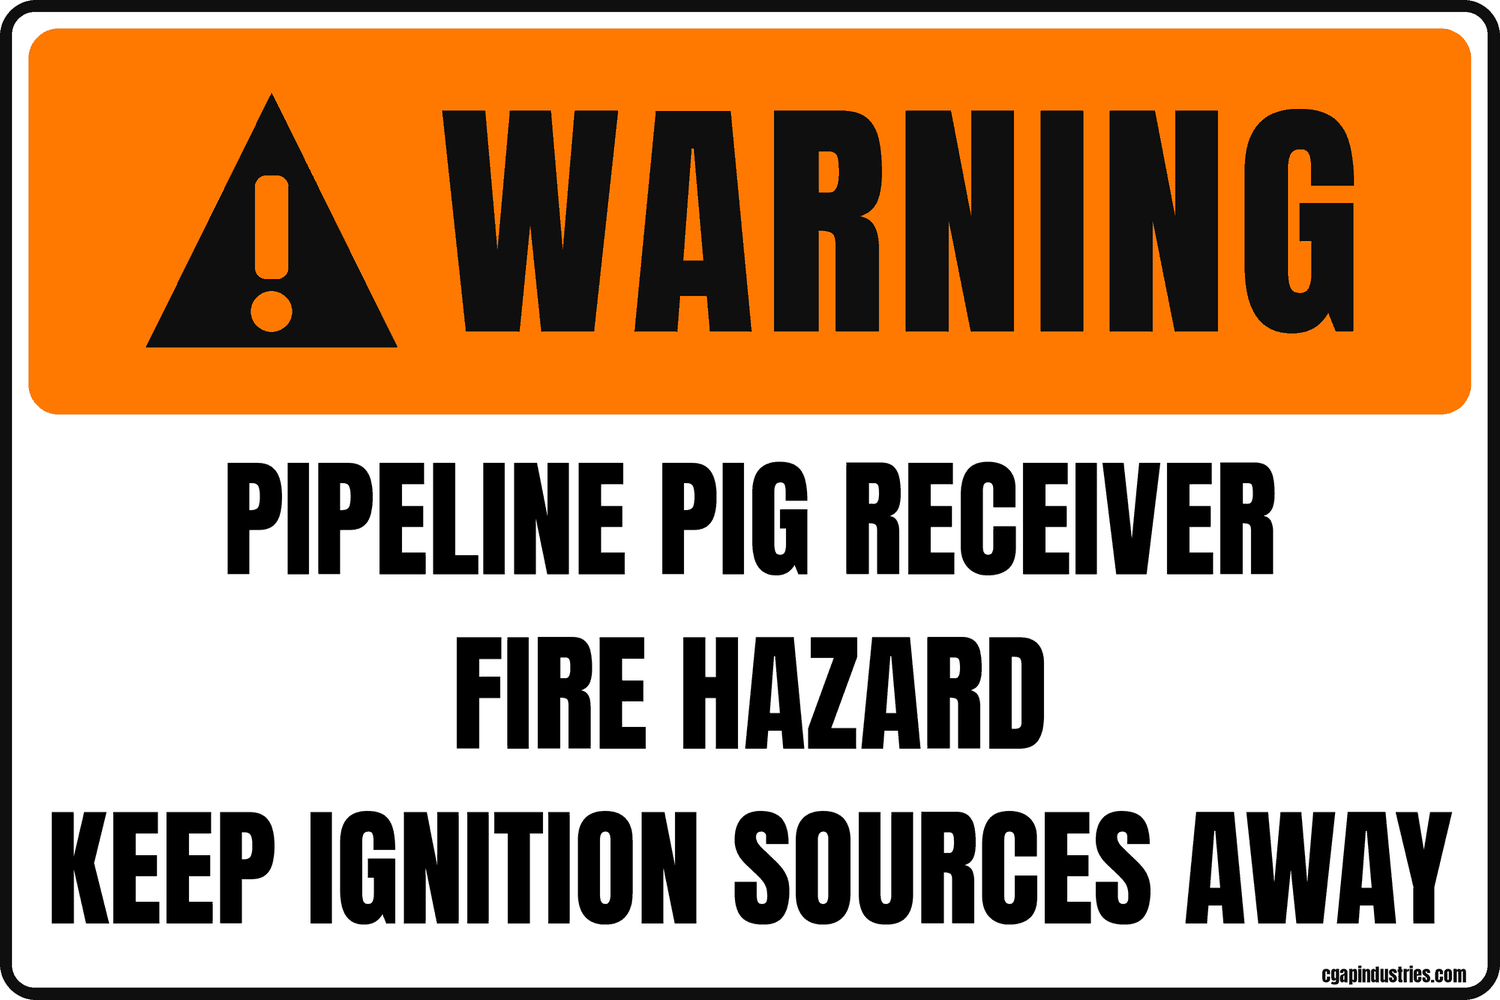 WARNING
PIPELINE PIG RECEIVER
FIRE HAZARD
KEEP IGNITION SOURCES AWAY
cgapindustries.com